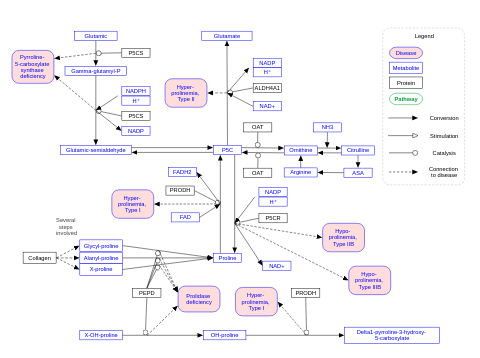 Glutamic
Glutamate
Legend
Disease
Metabolite
Protein
Pathway
Conversion
Stimulation
Catalysis
Connection
to disease
P5CS
Pyrroline-
5-carboxylate
synthase
deficiency
Gamma-glutamyl-P
NADPH
H⁺
P5CS
NADP
NADP
H⁺
ALDH4A1
NAD+
Hyper-
prolinemia,
Type II
Glutamic-semialdehyde
P5C
OAT
NH3
Ornithine
Citrulline
OAT
Arginine
ASA
FADH2
PRODH
Hyper-
prolinemia,
Type I
FAD
NADP
H⁺
P5CR
Hypo-
prolinemia,
Type IIB
NAD+
Hypo-
prolinemia,
Type IIIB
Several
steps
involved
Collagen
Glycyl-proline
Alanyl-proline
X-proline
Proline
PEPD
Prolidase
deficiency
Hyper-
prolinemia,
Type I
PRODH
X-OH-proline
OH-proline
Delta1-pyrroline-3-hydroxy-
5-carboxylate